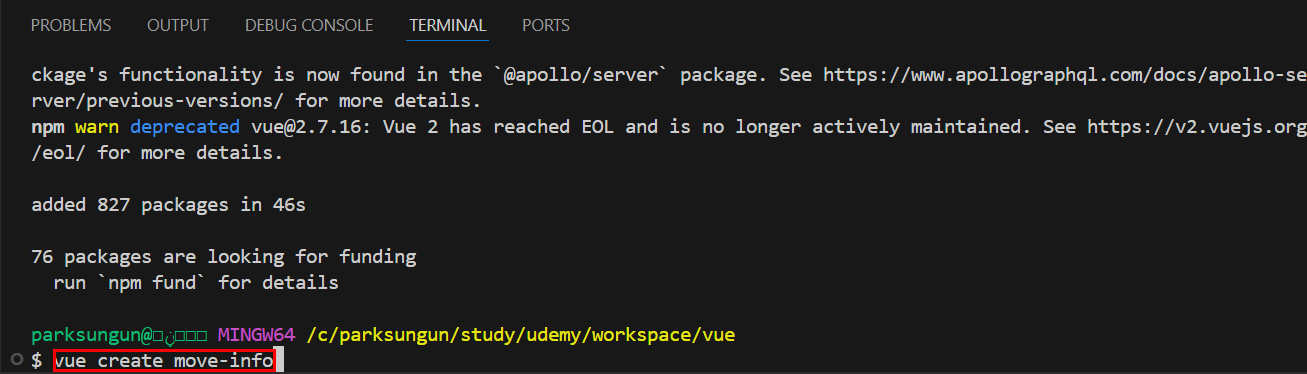 PROBLEMS OUTPUT DEBUG CONSOLE TERMINAL PORTS
ckage's functionality is now found in the `@apollo/server` package. See https://www.apollographql.com/docs/apollo-se
rver/previous-versions/ for more details.
npm warn deprecated vue@2.7.16: Vue 2 has reached EOL and is no longer actively maintained. See https://v2.vuejs.org
/eol/ for more details.
added 827 packages in 46s
76 packages are looking for funding
run `npm fund` for details
parksungun@ MINGW64 /c/parksungun/study/udemy/workspace/vue
$ vue create move-info